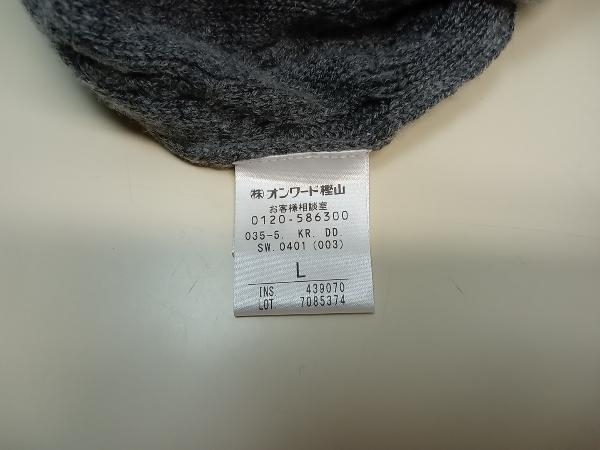 ㈱オンワード樫山
お客様相談室
0120-586300
035-5. KR. DD.
SW.0401 (003)
L
INS 439070
LOT 7085374